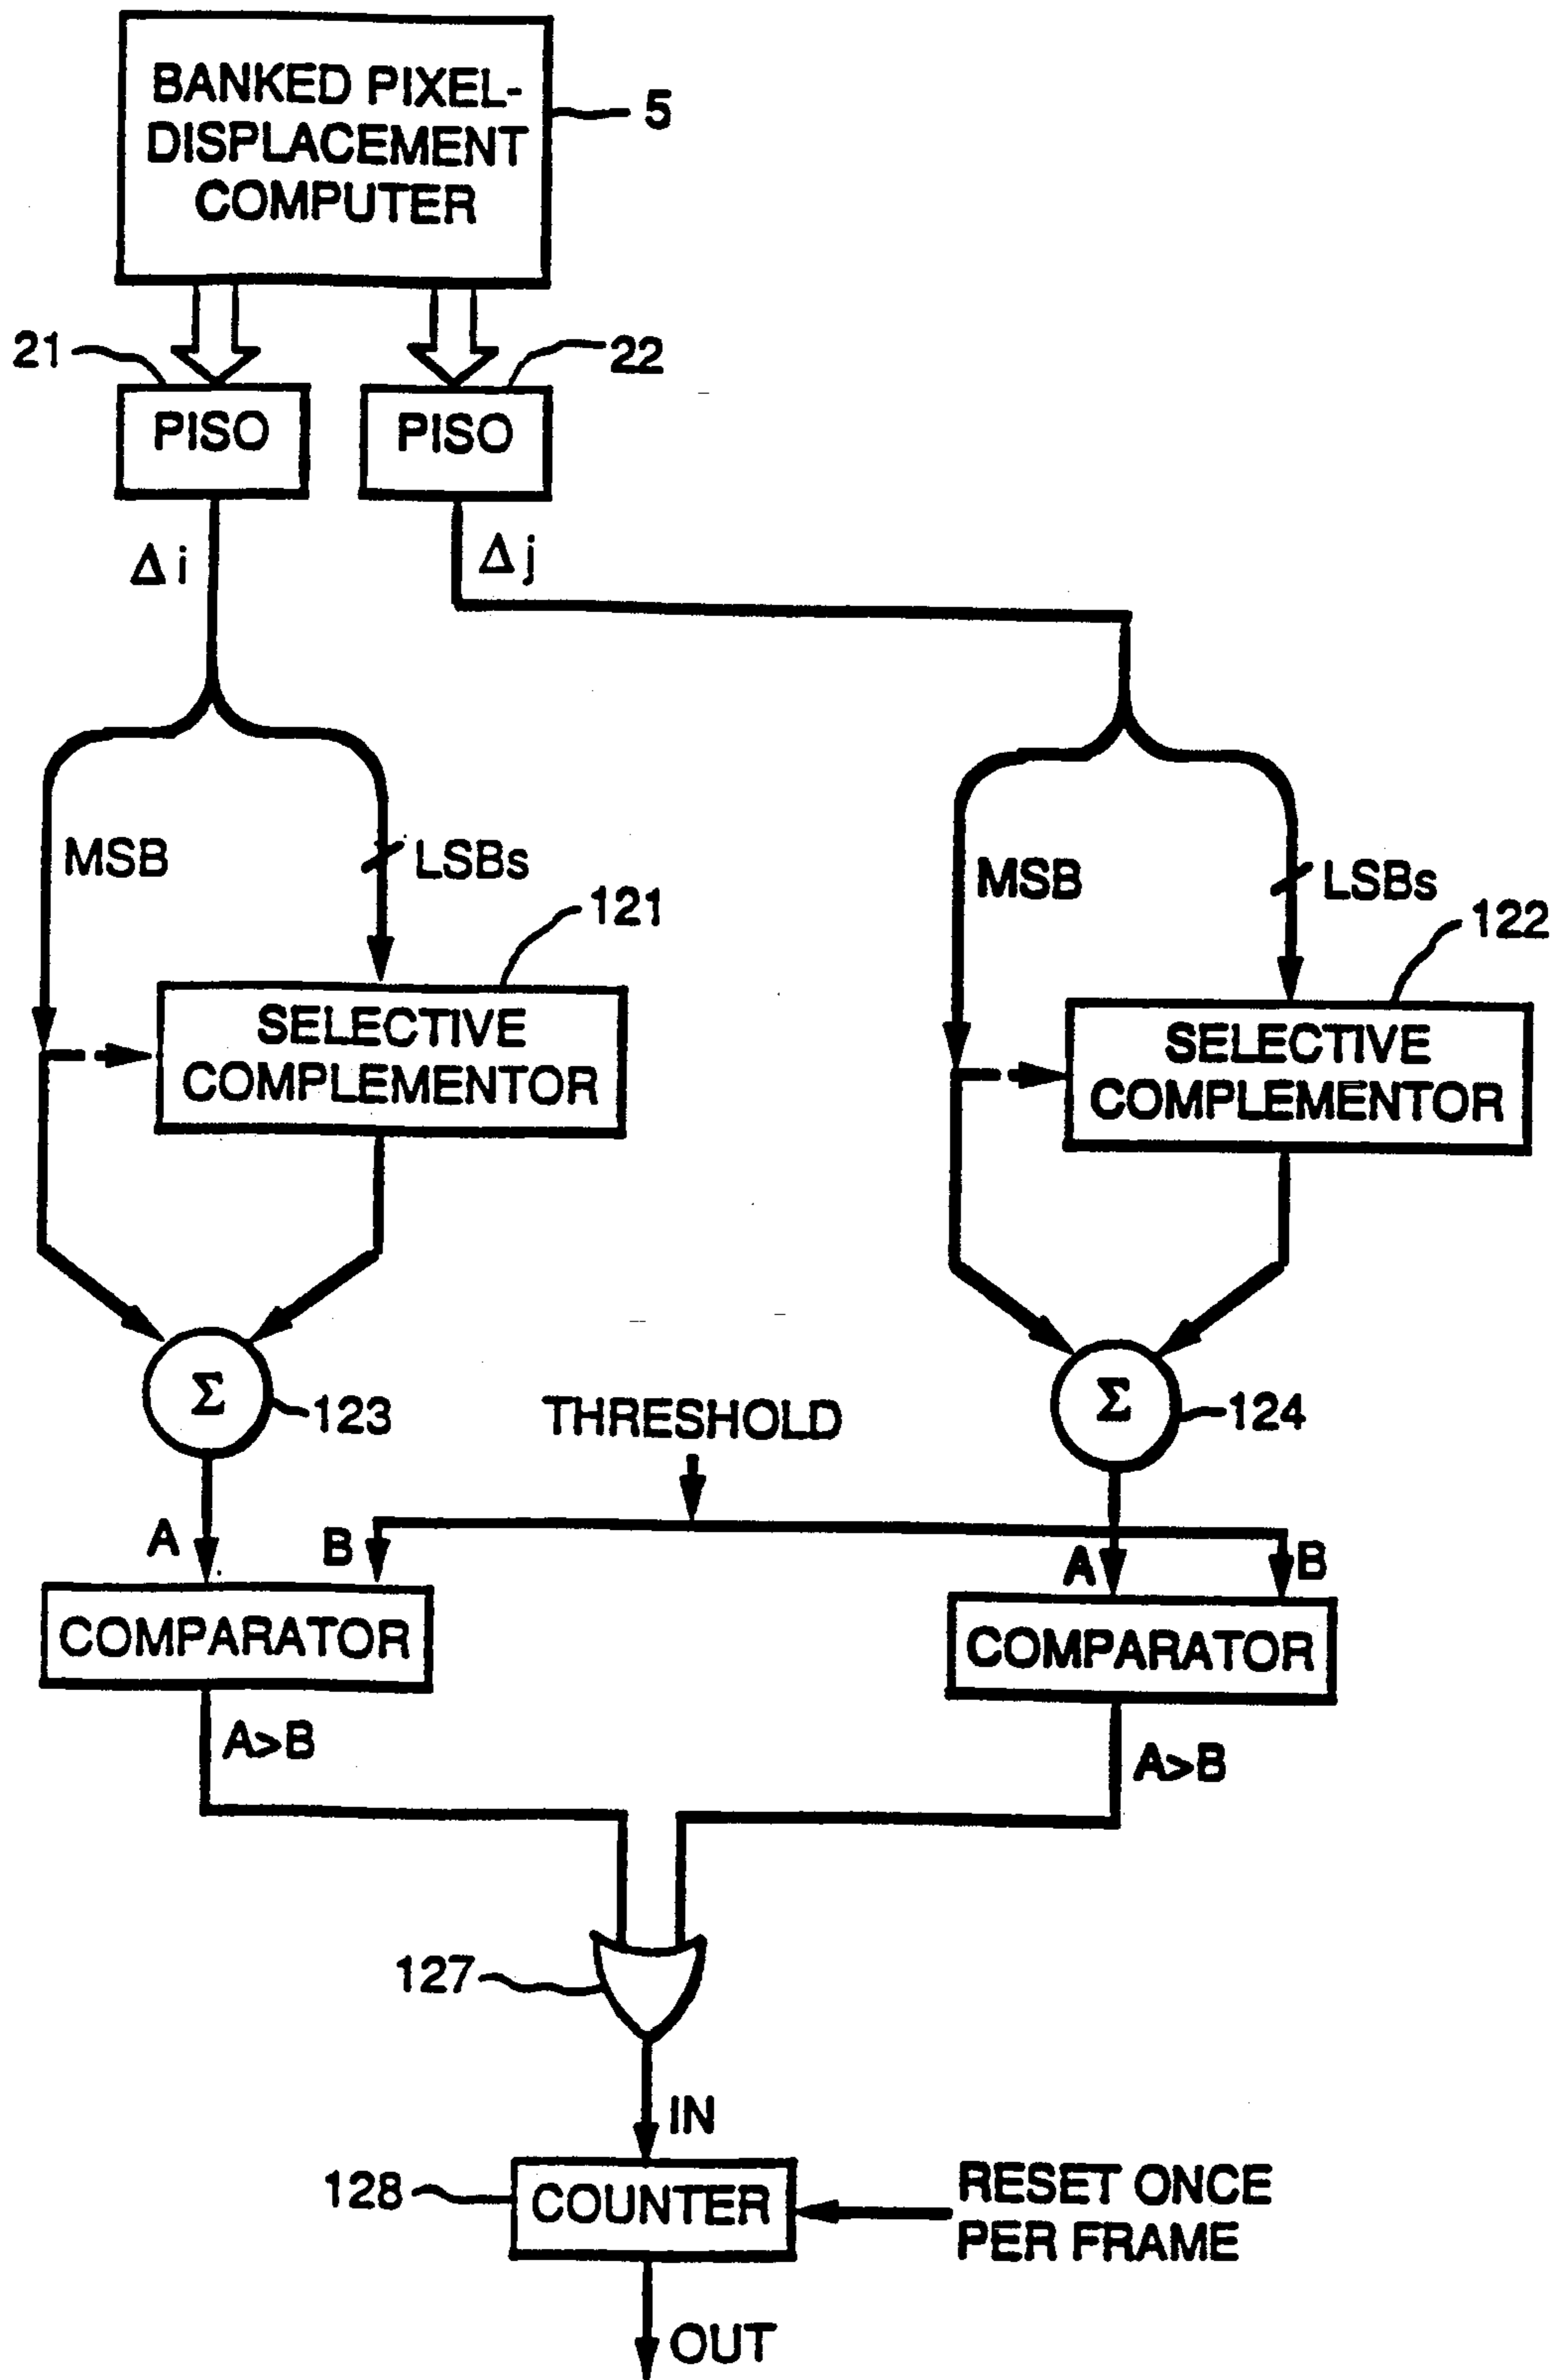 BANKED PIXEL-
DISPLACEMENT
COMPUTER
5
21
22
PISO
PISO
Δi
Δj
MSB
LSBs
MSB
LSBs
121
122
SELECTIVE
COMPLEMENTOR
SELECTIVE
COMPLEMENTOR
Σ
123
THRESHOLD
Σ
124
A
B
A
B
COMPARATOR
COMPARATOR
A>B
A>B
127
IN
128
COUNTER
RESET ONCE
PER FRAME
OUT